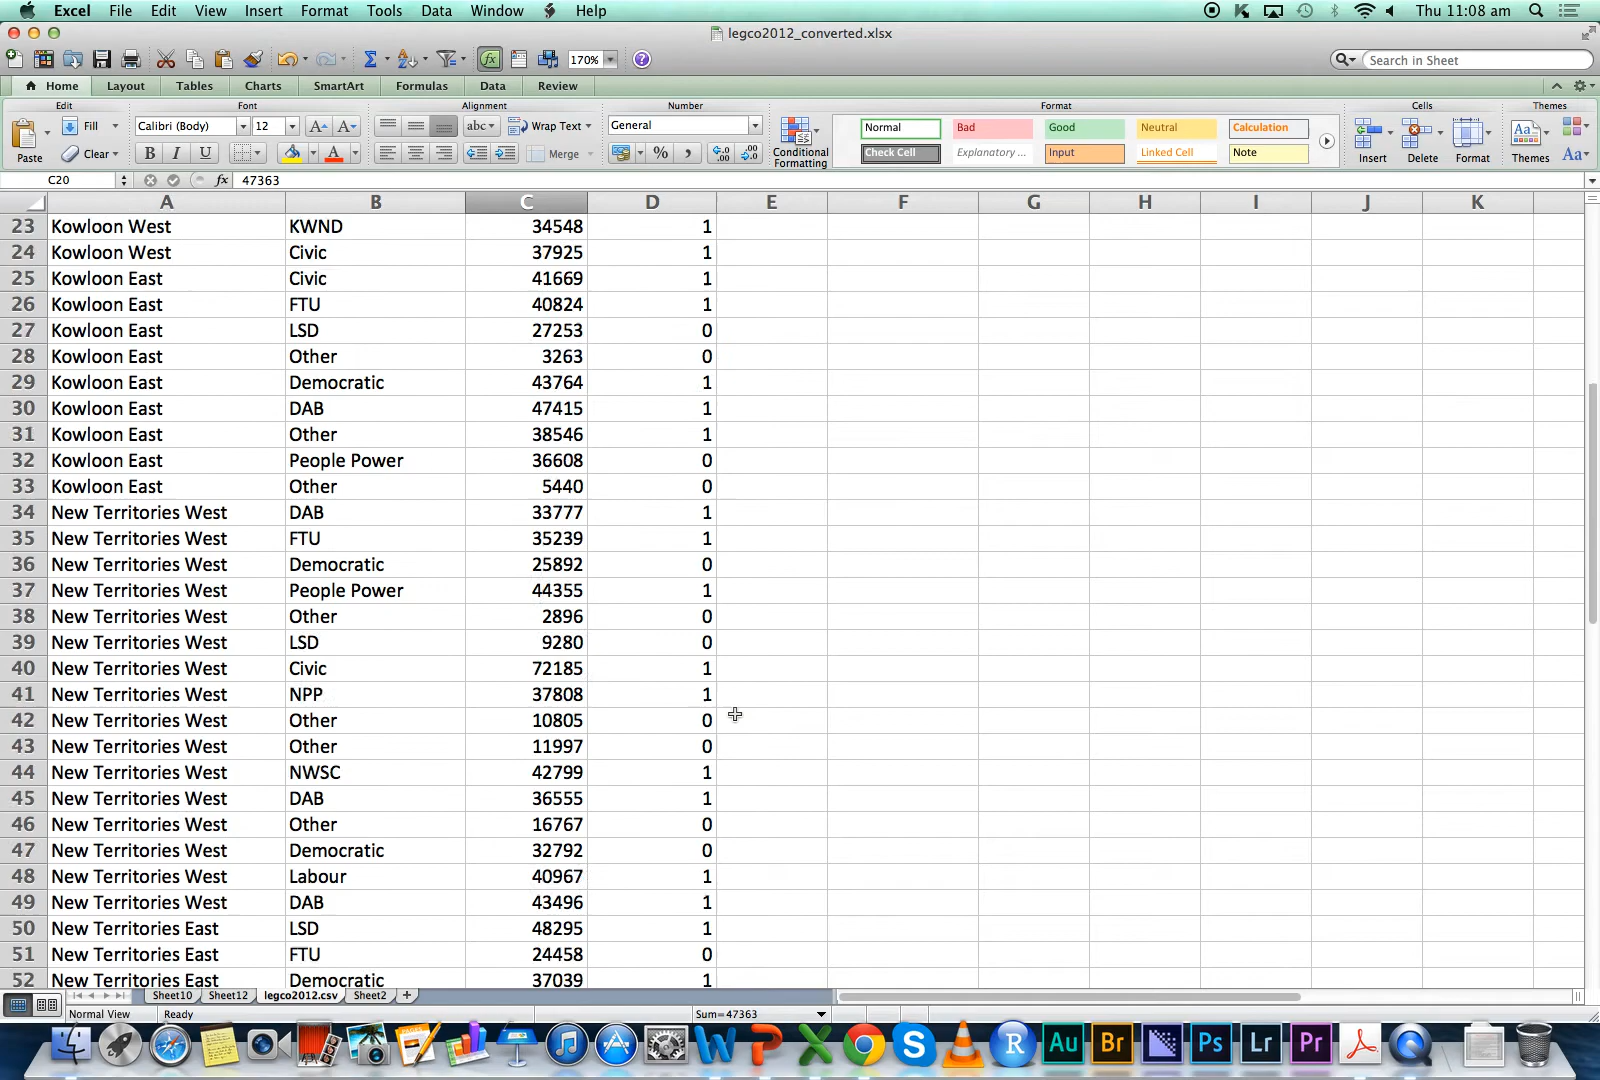 Excel File Edit View Insert Format Tools Data Window Help Thu 11:08 am
legco2012_converted.xlsx
170% Search in Sheet
Home Layout Tables Charts SmartArt Formulas Data Review
Edit Font Alignment Number Format Cells Themes
Fill Calibri (Body) 12 abc Wrap Text General Normal Bad Good Neutral Calculation
Paste Clear B I U Merge % Conditional Formatting Check Cell Explanatory ... Input Linked Cell Note Insert Delete Format Themes Aa
C20 fx 47363
A B C D E F G H I J K
23 Kowloon West KWND 34548 1
24 Kowloon West Civic 37925 1
25 Kowloon East Civic 41669 1
26 Kowloon East FTU 40824 1
27 Kowloon East LSD 27253 0
28 Kowloon East Other 3263 0
29 Kowloon East Democratic 43764 1
30 Kowloon East DAB 47415 1
31 Kowloon East Other 38546 1
32 Kowloon East People Power 36608 0
33 Kowloon East Other 5440 0
34 New Territories West DAB 33777 1
35 New Territories West FTU 35239 1
36 New Territories West Democratic 25892 0
37 New Territories West People Power 44355 1
38 New Territories West Other 2896 0
39 New Territories West LSD 9280 0
40 New Territories West Civic 72185 1
41 New Territories West NPP 37808 1
42 New Territories West Other 10805 0
43 New Territories West Other 11997 0
44 New Territories West NWSC 42799 1
45 New Territories West DAB 36555 1
46 New Territories West Other 16767 0
47 New Territories West Democratic 32792 0
48 New Territories West Labour 40967 1
49 New Territories West DAB 43496 1
50 New Territories East LSD 48295 1
51 New Territories East FTU 24458 0
52 New Territories East Democratic 37039 1
Sheet10 Sheet12 legco2012.csv Sheet2 +
Normal View Ready Sum=47363
W P X S R Au Br Ps Lr Pr